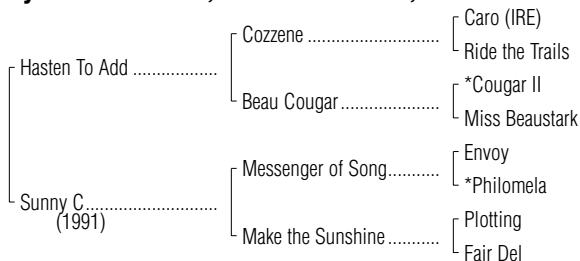 Caro (IRE)
Cozzene ..............................
Ride the Trails
Hasten To Add ...................
*Cougar II
Beau Cougar ......................
Miss Beaustark
Envoy
Messenger of Song............
*Philomela
Sunny C..............................
(1991)
Plotting
Make the Sunshine ............
Fair Del